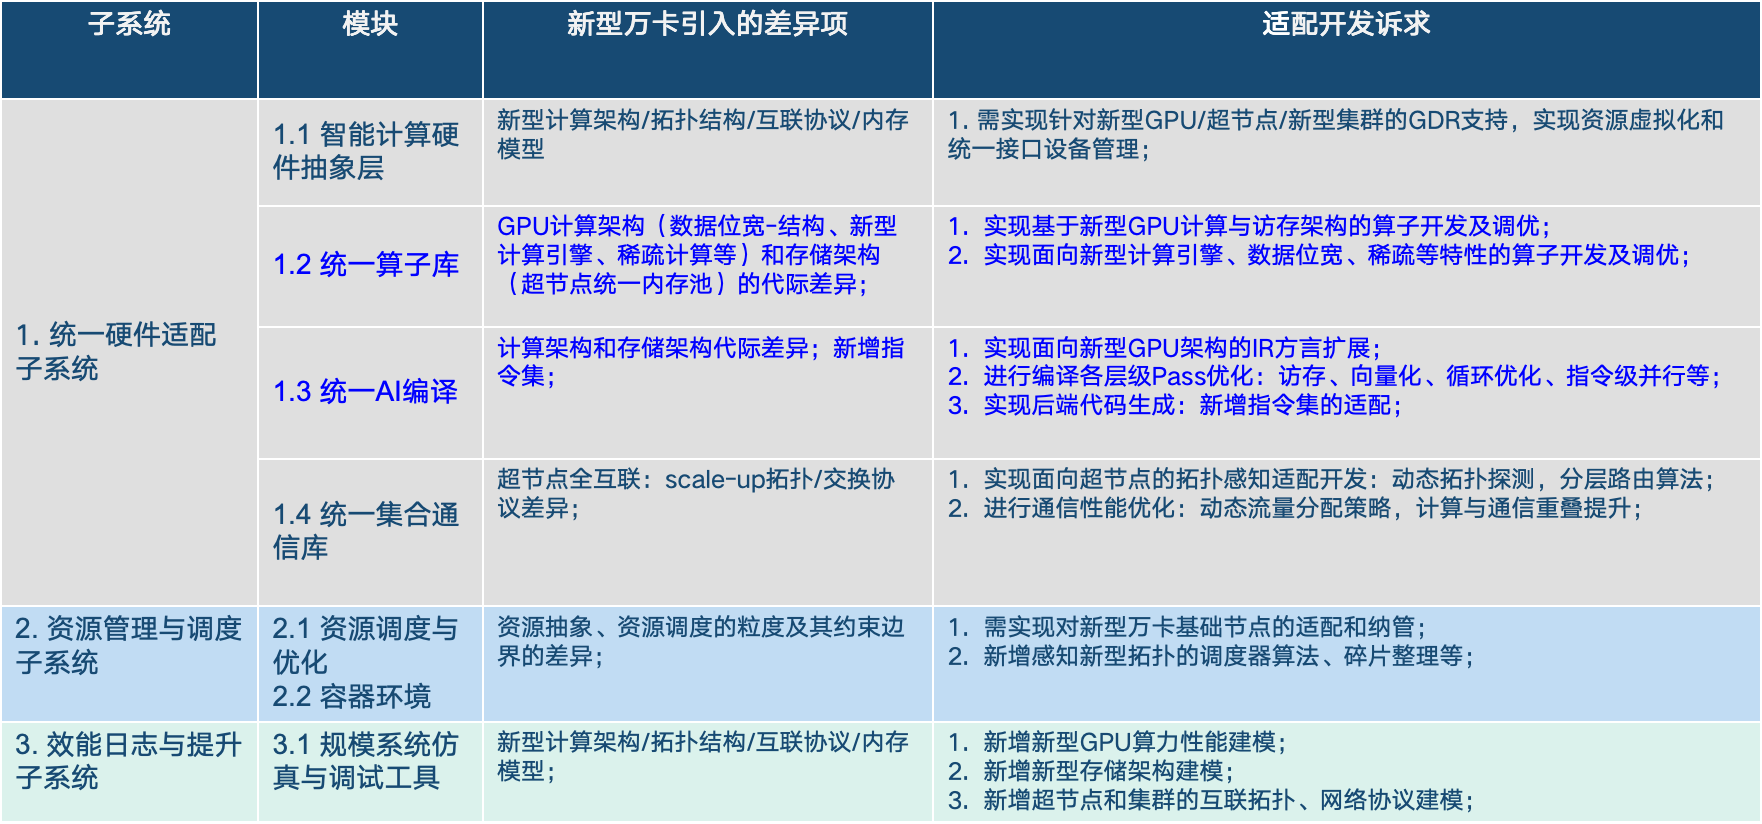 子系统
模块
新型万卡引入的差异项
适配开发诉求
1. 统一硬件适配
子系统
1.1 智能计算硬
件抽象层
新型计算架构/拓扑结构/互联协议/内存
模型
1. 需实现针对新型GPU/超节点/新型集群的GDR支持，实现资源虚拟化和
统一接口设备管理；
1.2 统一算子库
GPU计算架构（数据位宽-结构、新型
计算引擎、稀疏计算等）和存储架构
（超节点统一内存池）的代际差异；
1. 实现基于新型GPU计算与访存架构的算子开发及调优；
2. 实现面向新型计算引擎、数据位宽、稀疏等特性的算子开发及调优；
1.3 统一AI编译
计算架构和存储架构代际差异；新增指
令集；
1. 实现面向新型GPU架构的IR方言扩展；
2. 进行编译各层级Pass优化：访存、向量化、循环优化、指令级并行等；
3. 实现后端代码生成：新增指令集的适配；
1.4 统一集合通
信库
超节点全互联：scale-up拓扑/交换协
议差异；
1. 实现面向超节点的拓扑感知适配开发：动态拓扑探测，分层路由算法；
2. 进行通信性能优化：动态流量分配策略，计算与通信重叠提升；
2. 资源管理与调度
子系统
2.1 资源调度与
优化
2.2 容器环境
资源抽象、资源调度的粒度及其约束边
界的差异；
1. 需实现对新型万卡基础节点的适配和纳管；
2. 新增感知新型拓扑的调度器算法、碎片整理等；
3. 效能日志与提升
子系统
3.1 规模系统仿
真与调试工具
新型计算架构/拓扑结构/互联协议/内存
模型；
1. 新增新型GPU算力性能建模；
2. 新增新型存储架构建模；
3. 新增超节点和集群的互联拓扑、网络协议建模；